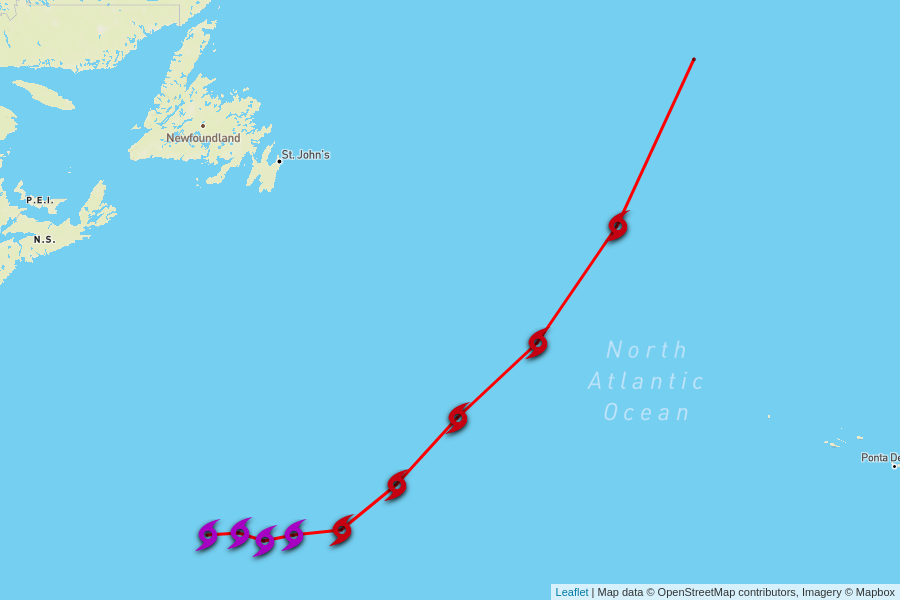 Newfoundland
St. John's
P.E.I.
N.S.
North
Atlantic
Ocean
Ponta De
Leaflet | Map data © OpenStreetMap contributors, Imagery © Mapbox